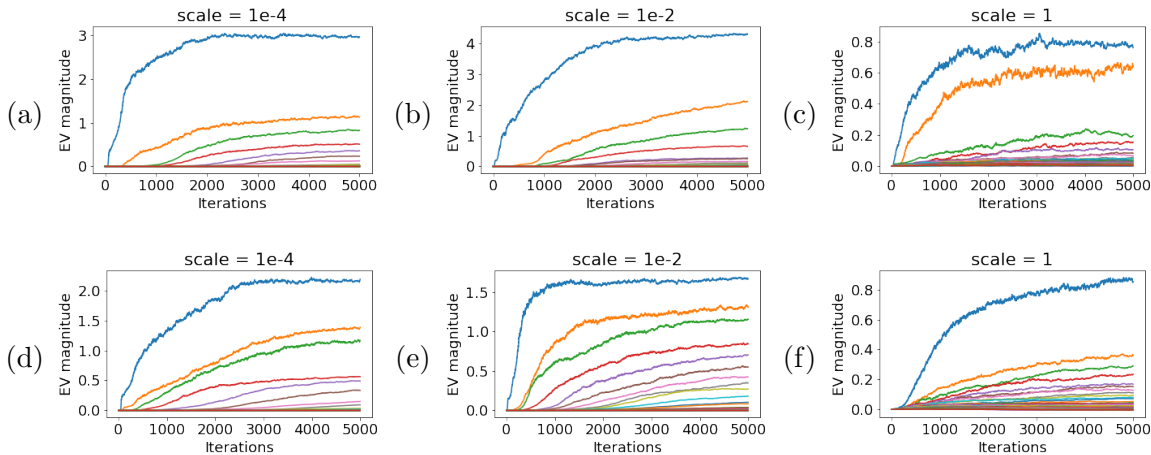 scale = 1e-4
(a)
EV magnitude
3
2
1
0
0 1000 2000 3000 4000 5000
Iterations
scale = 1e-2
(b)
EV magnitude
4
3
2
1
0
0 1000 2000 3000 4000 5000
Iterations
scale = 1
(c)
EV magnitude
0.8
0.6
0.4
0.2
0.0
0 1000 2000 3000 4000 5000
Iterations
scale = 1e-4
(d)
EV magnitude
2.0
1.5
1.0
0.5
0.0
0 1000 2000 3000 4000 5000
Iterations
scale = 1e-2
(e)
EV magnitude
1.5
1.0
0.5
0.0
0 1000 2000 3000 4000 5000
Iterations
scale = 1
(f)
EV magnitude
0.8
0.6
0.4
0.2
0.0
0 1000 2000 3000 4000 5000
Iterations